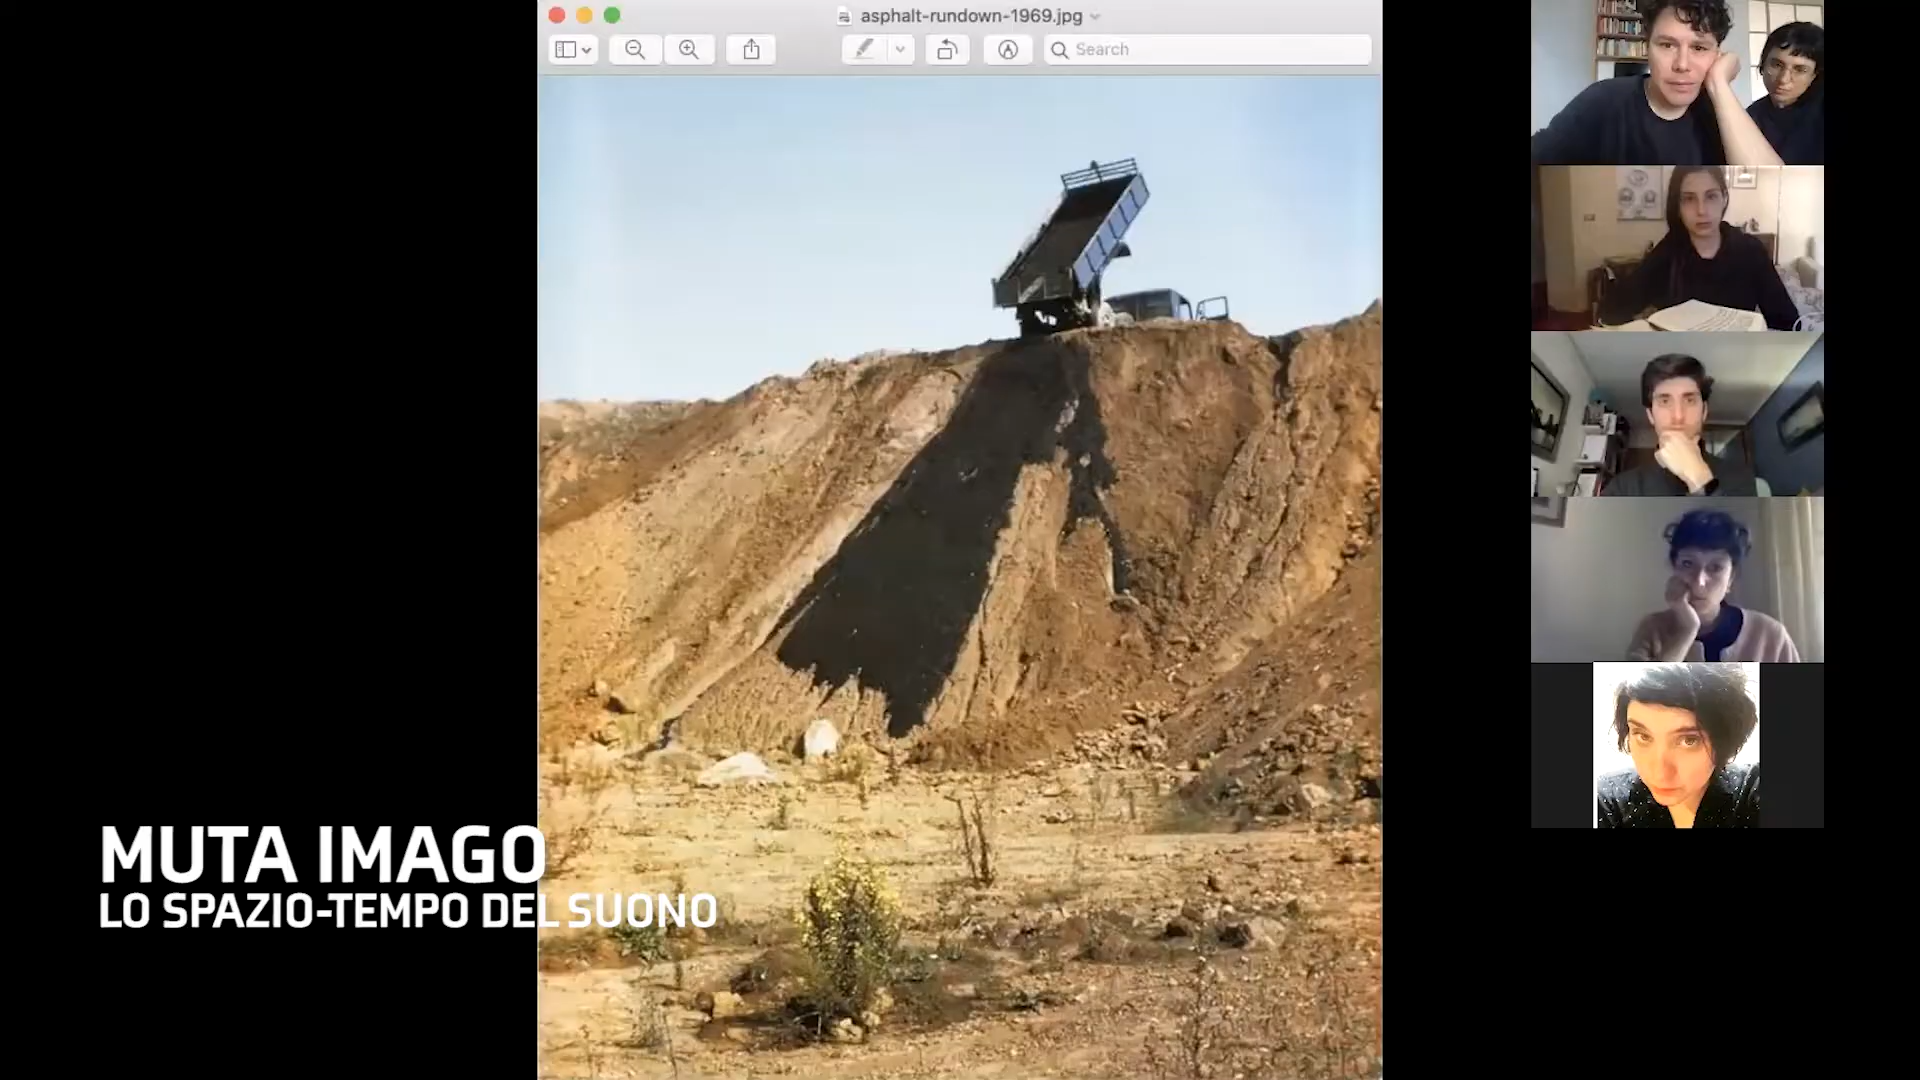 asphalt-rundown-1969.jpg
Search
MUTA IMAGO
LO SPAZIO-TEMPO DEL SUONO